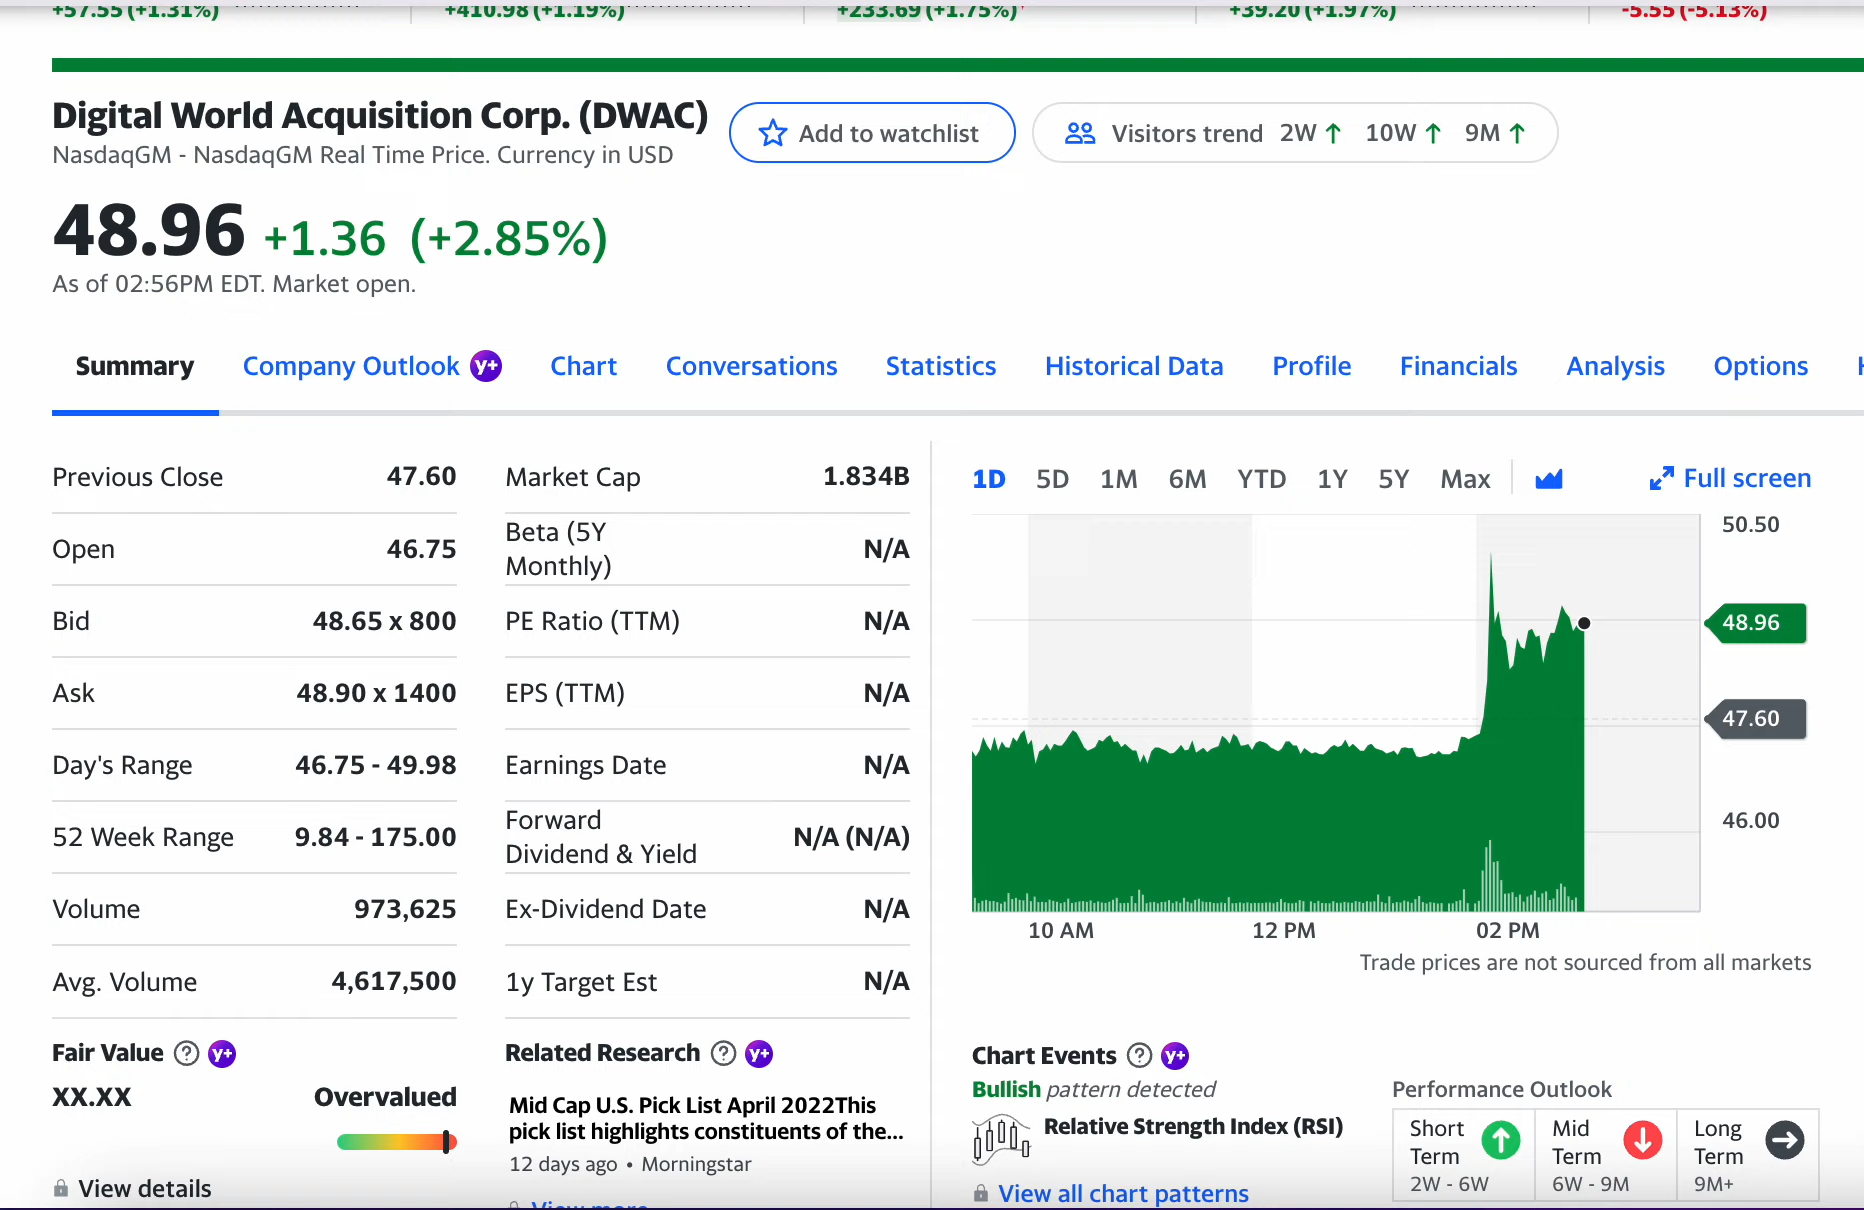 +57.55 (+1.31%)
+410.98 (+1.19%)
+233.69 (+1.75%)
+39.20 (+1.97%)
-5.55 (-5.13%)
Digital World Acquisition Corp. (DWAC)
NasdaqGM - NasdaqGM Real Time Price. Currency in USD
Add to watchlist
Visitors trend 2W 10W 9M
48.96 +1.36 (+2.85%)
As of 02:56PM EDT. Market open.
Summary
Company Outlook y+
Chart
Conversations
Statistics
Historical Data
Profile
Financials
Analysis
Options
Previous Close 47.60
Open 46.75
Bid 48.65 x 800
Ask 48.90 x 1400
Day's Range 46.75 - 49.98
52 Week Range 9.84 - 175.00
Volume 973,625
Avg. Volume 4,617,500
Market Cap 1.834B
Beta (5Y
Monthly) N/A
PE Ratio (TTM) N/A
EPS (TTM) N/A
Earnings Date N/A
Forward
Dividend & Yield N/A (N/A)
Ex-Dividend Date N/A
1y Target Est N/A
1D 5D 1M 6M YTD 1Y 5Y Max
Full screen
50.50
48.96
47.60
46.00
10 AM
12 PM
02 PM
Trade prices are not sourced from all markets
Fair Value ? y+
XX.XX Overvalued
View details
Related Research ? y+
Mid Cap U.S. Pick List April 2022This
pick list highlights constituents of the...
12 days ago • Morningstar
View more
Chart Events ? y+
Bullish pattern detected
Relative Strength Index (RSI)
View all chart patterns
Performance Outlook
Short
Term
2W - 6W
Mid
Term
6W - 9M
Long
Term
9M+